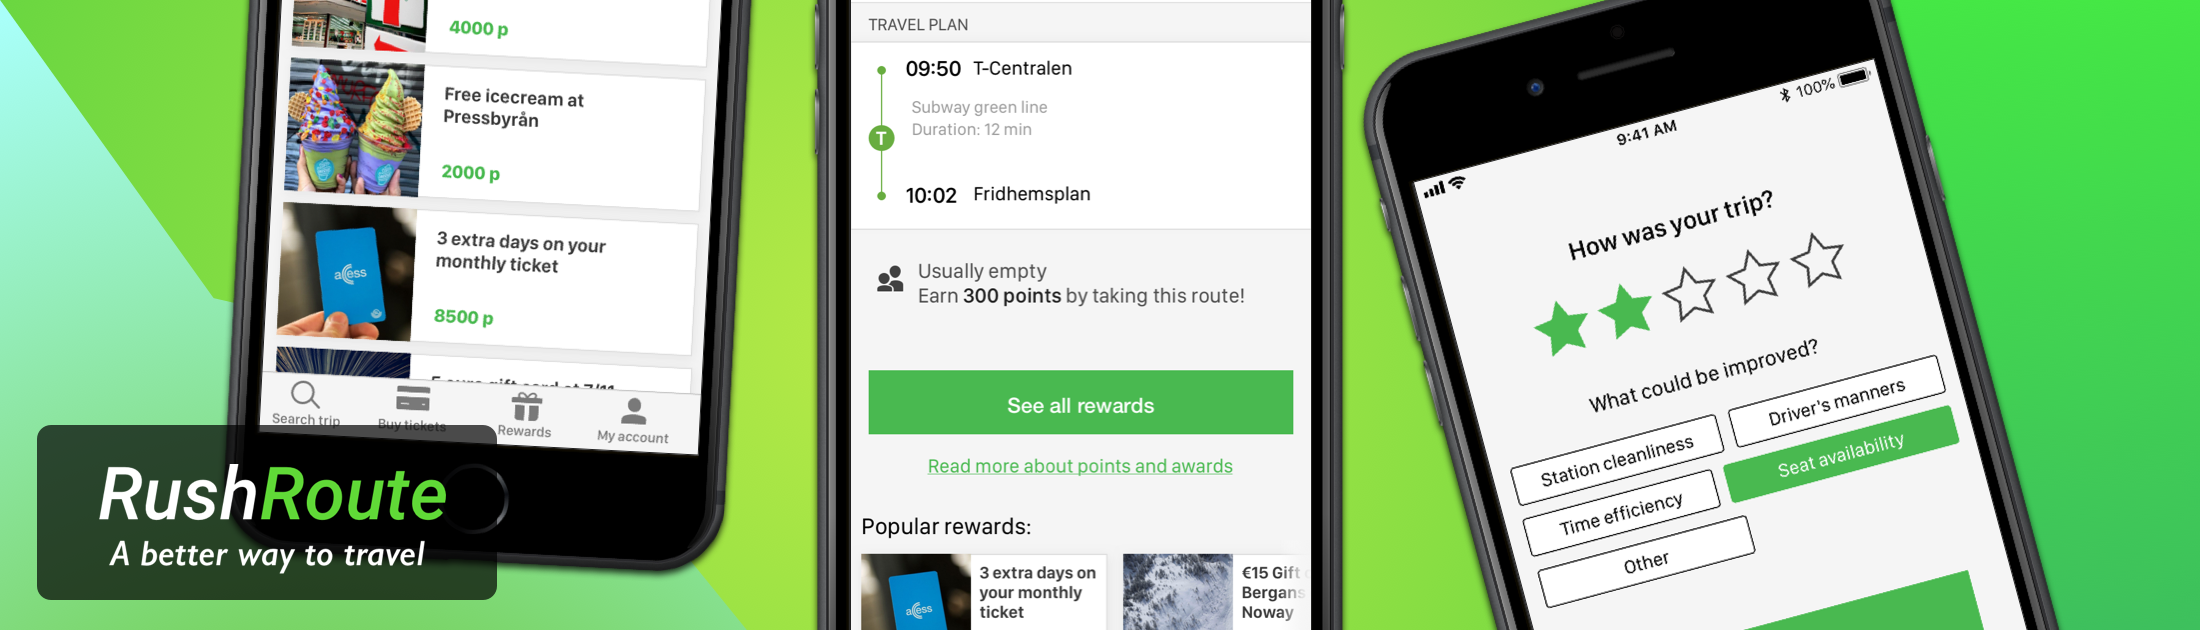 4000 p
Free icecream at
Pressbyrån
2000 p
3 extra days on your
monthly ticket
8500 p
Search trip
Buy tickets
Rewards
My account
RushRoute
A better way to travel
TRAVEL PLAN
09:50 T-Centralen
Subway green line
Duration: 12 min
T
10:02 Fridhemsplan
Usually empty
Earn 300 points by taking this route!
See all rewards
Read more about points and awards
Popular rewards:
access
3 extra days on
your monthly
ticket
€15 Gift
Bergans
Noway
100%
9:41 AM
How was your trip?
What could be improved?
Station cleanliness
Driver's manners
Time efficiency
Seat availability
Other